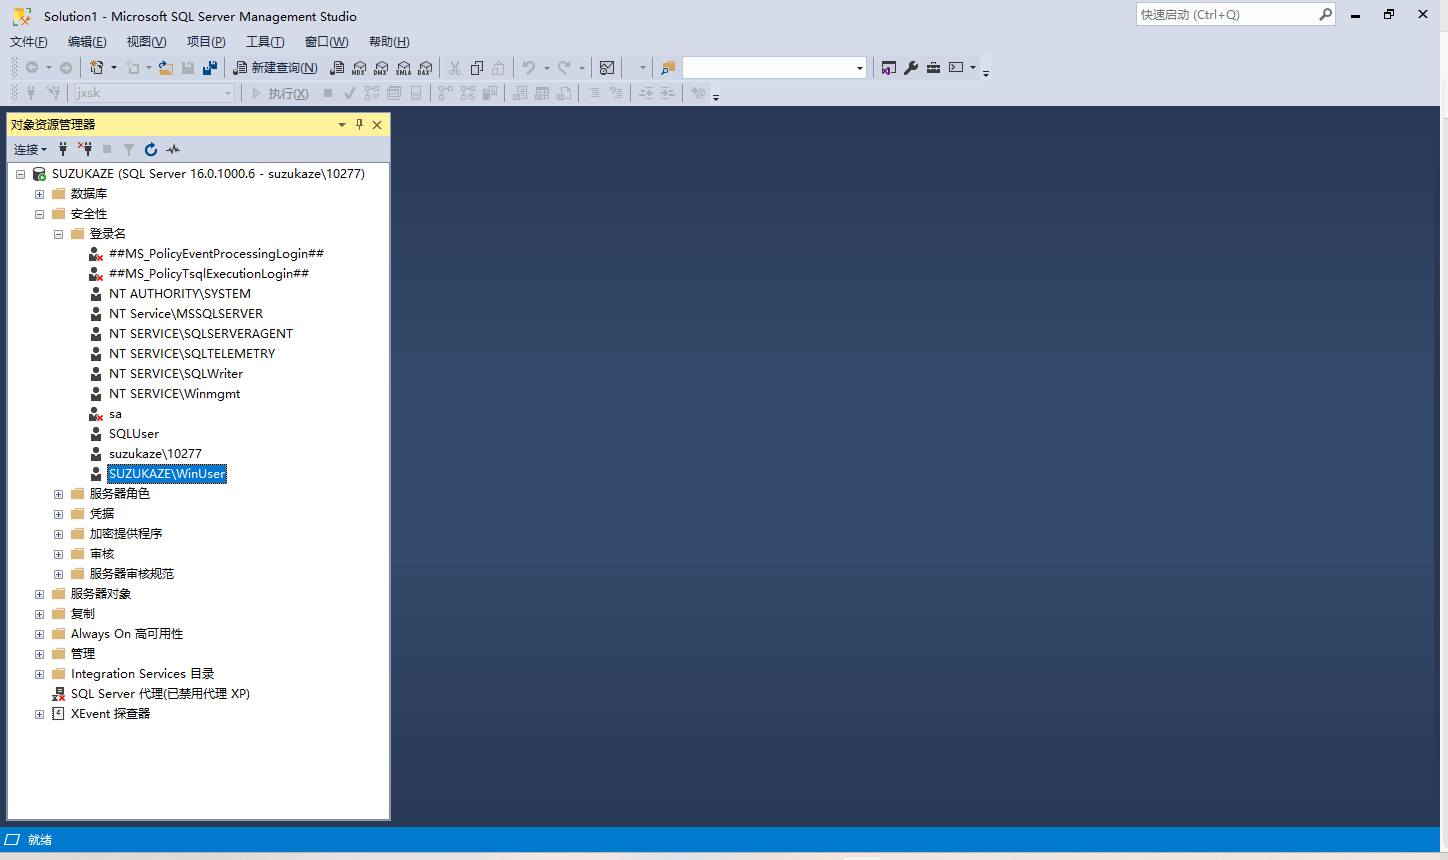 Solution1 - Microsoft SQL Server Management Studio
快速启动 (Ctrl+Q)
文件(F) 编辑(E) 视图(V) 项目(P) 工具(T) 窗口(W) 帮助(H)
新建查询(N) MDX DMX XMLA DAX
jxsk 执行(X)
对象资源管理器
连接
SUZUKAZE (SQL Server 16.0.1000.6 - suzukaze\10277)
数据库
安全性
登录名
##MS_PolicyEventProcessingLogin##
##MS_PolicyTsqlExecutionLogin##
NT AUTHORITY\SYSTEM
NT Service\MSSQLSERVER
NT SERVICE\SQLSERVERAGENT
NT SERVICE\SQLTELEMETRY
NT SERVICE\SQLWriter
NT SERVICE\Winmgmt
sa
SQLUser
suzukaze\10277
SUZUKAZE\WinUser
服务器角色
凭据
加密提供程序
审核
服务器审核规范
服务器对象
复制
Always On 高可用性
管理
Integration Services 目录
SQL Server 代理(已禁用代理 XP)
XEvent 探查器
就绪